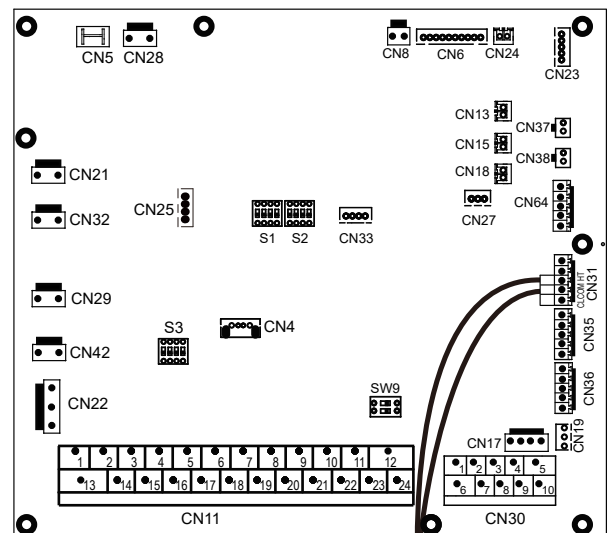 CN5
CN28
CN8
CN6
CN24
CN23
CN13
CN37
CN15
CN38
CN18
CN21
CN25
CN32
S1
S2
CN33
CN27
CN64
CLCOM HT
CN31
CN29
CN4
CN35
S3
CN42
CN36
CN22
SW9
CN17
CN19
1 2 3 4 5 6 7 8 9 10 11 12
13 14 15 16 17 18 19 20 21 22 23 24
CN11
1 2 3 4 5
6 7 8 9 10
CN30